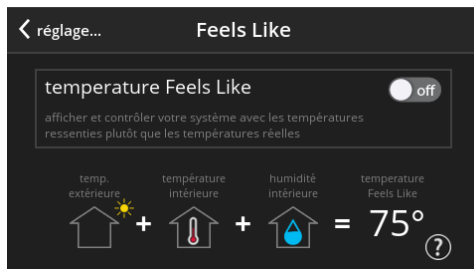 réglage...
Feels Like
temperature Feels Like
off
afficher et contrôler votre système avec les températures
ressenties plutôt que les températures réelles
temp.
extérieure
température
intérieure
humidité
intérieure
temperature
Feels Like
+ + = 75°
?